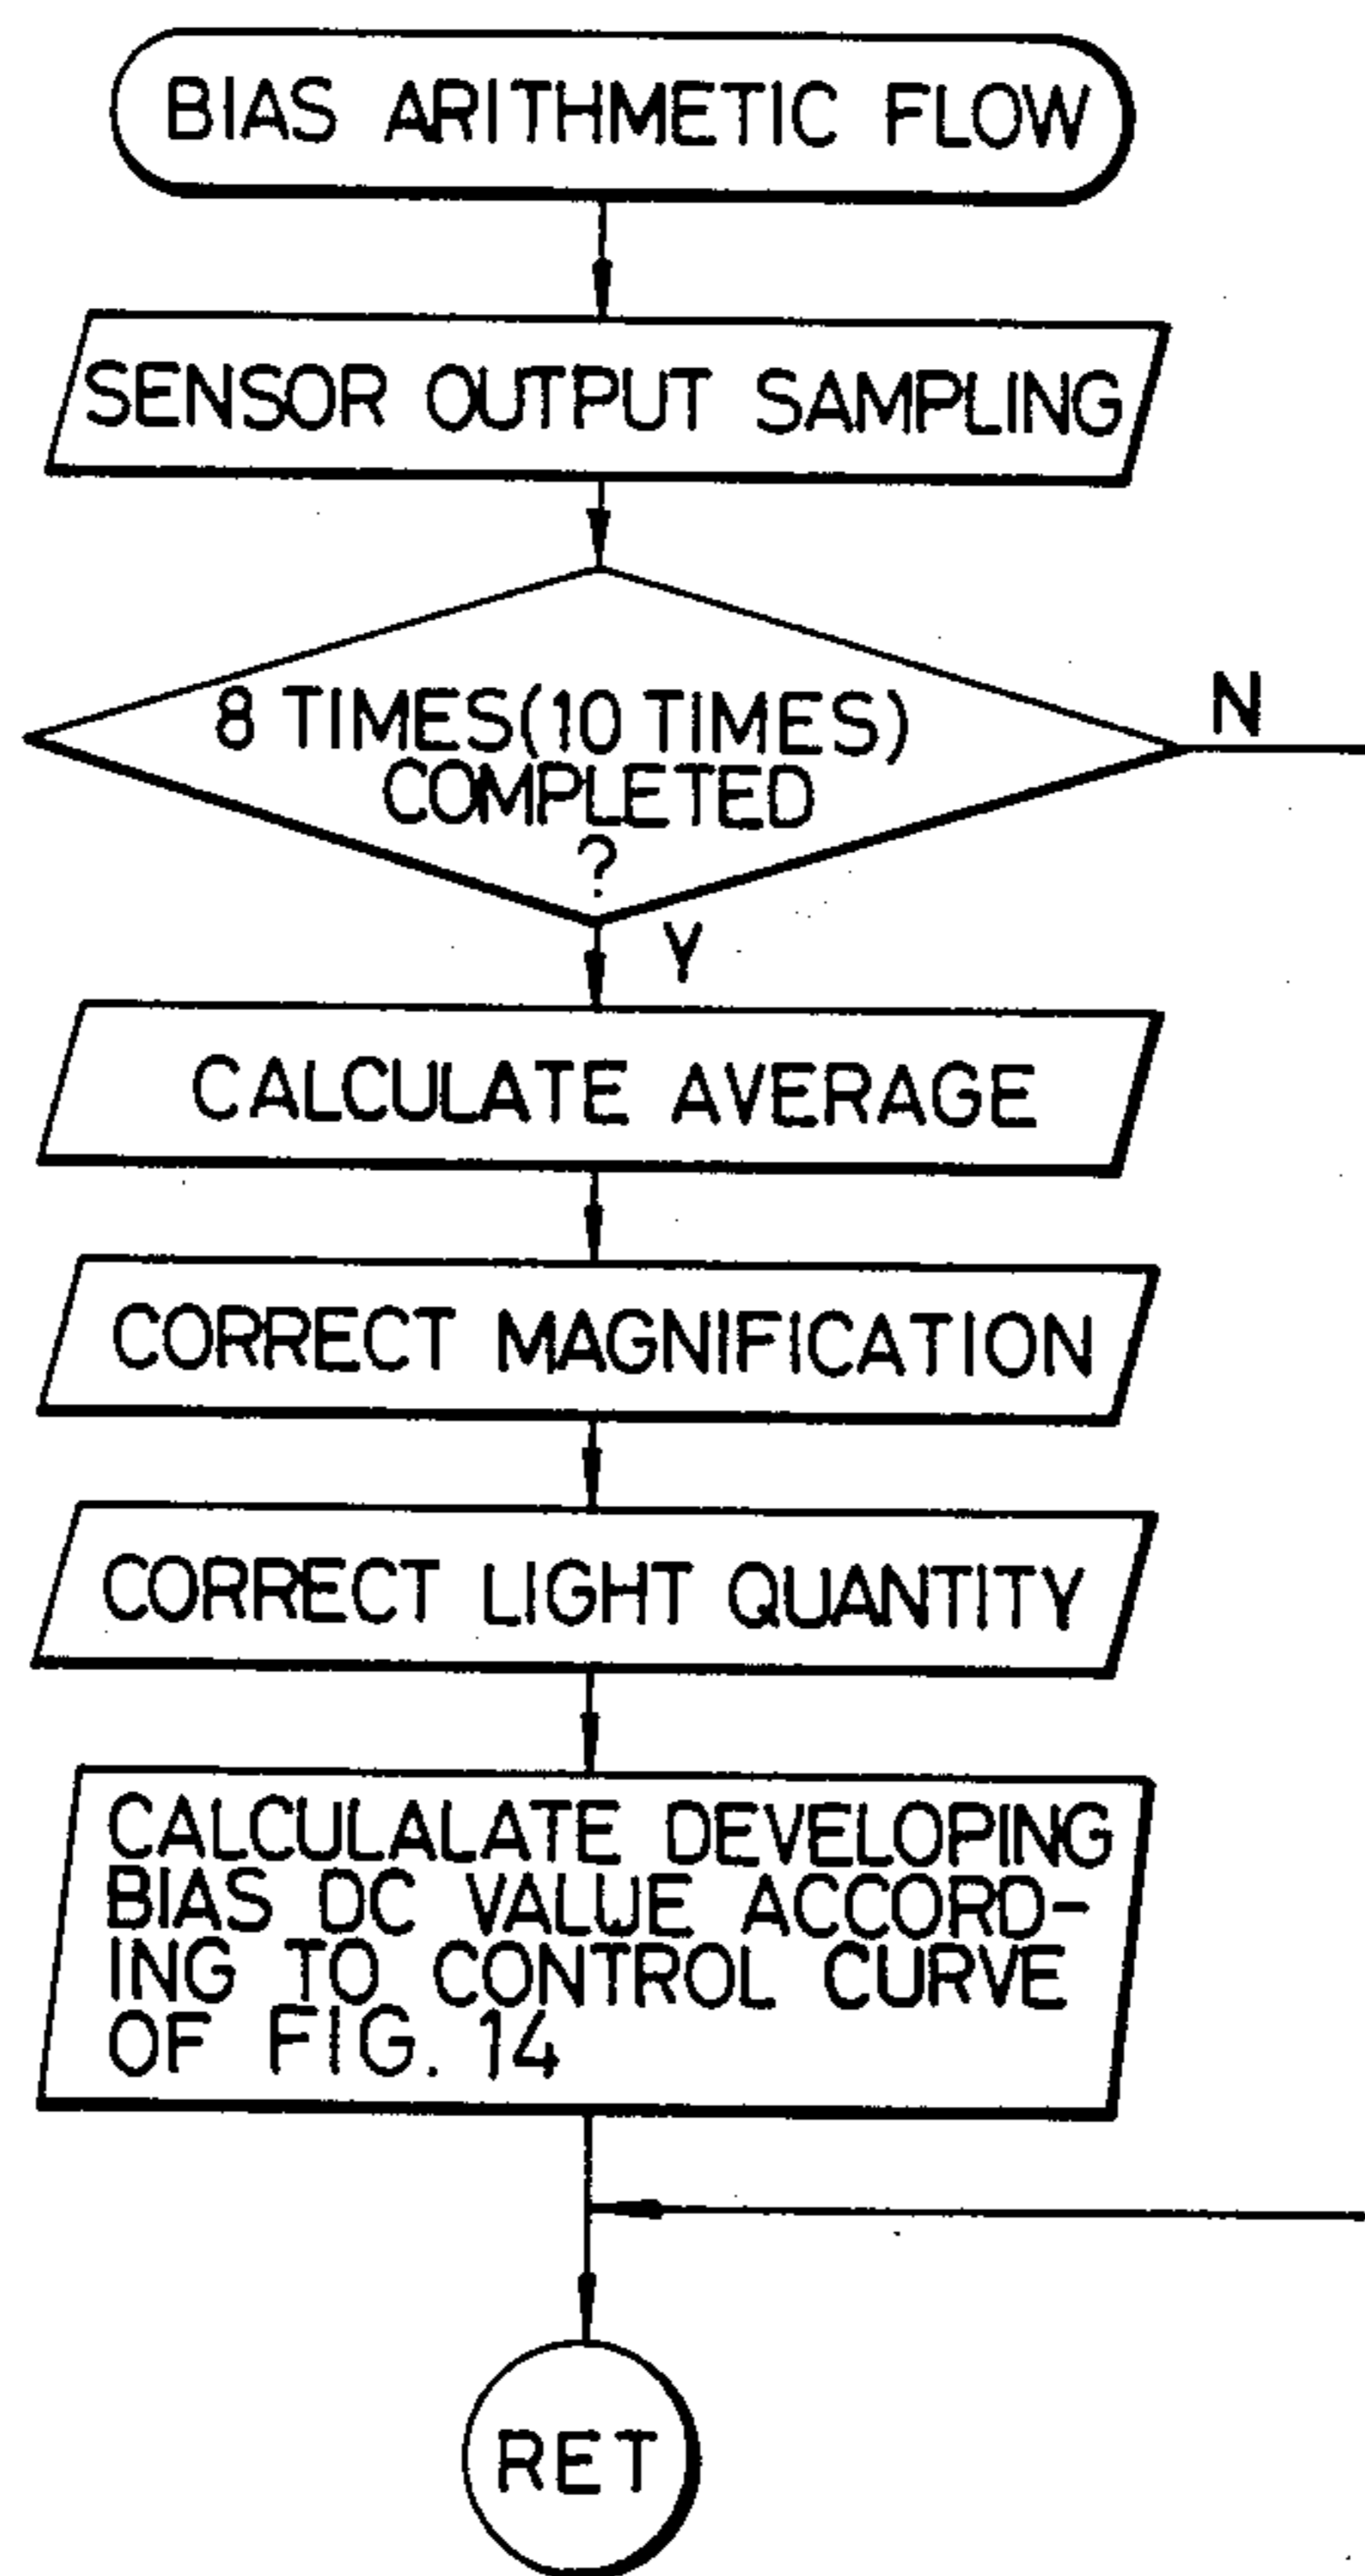 BIAS ARITHMETIC FLOW
SENSOR OUTPUT SAMPLING
8 TIMES(10 TIMES)
COMPLETED
?
N
Y
CALCULATE AVERAGE
CORRECT MAGNIFICATION
CORRECT LIGHT QUANTITY
CALCULALATE DEVELOPING
BIAS DC VALUE ACCORD-
ING TO CONTROL CURVE
OF FIG. 14
RET